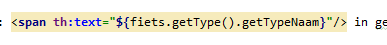 : <span th:text="${fiets.getType().getTypeNaam}"/> in ge